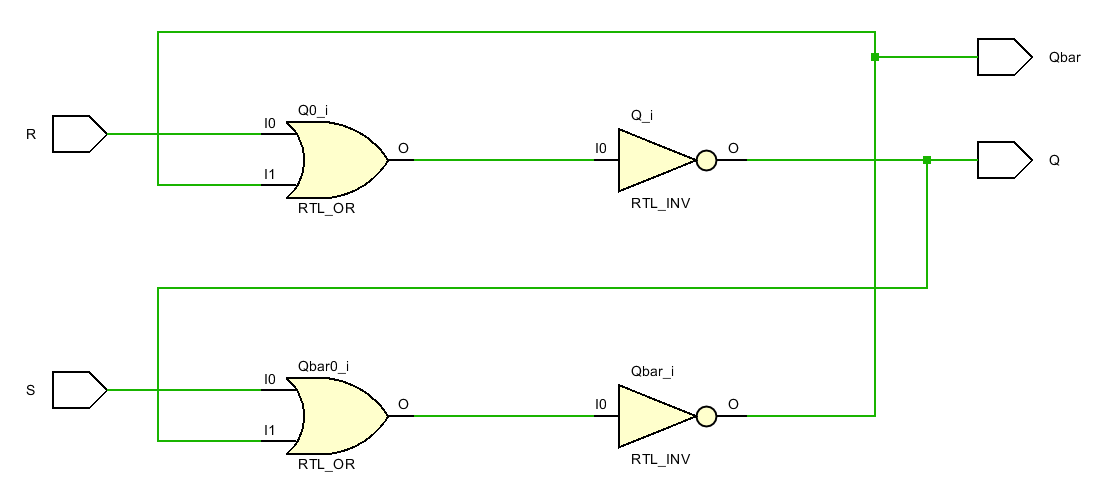 Qbar
Q0_i
Q_i
I0
R
O
I0
O
Q
I1
RTL_OR
RTL_INV
Qbar0_i
Qbar_i
I0
S
O
I0
O
I1
RTL_OR
RTL_INV